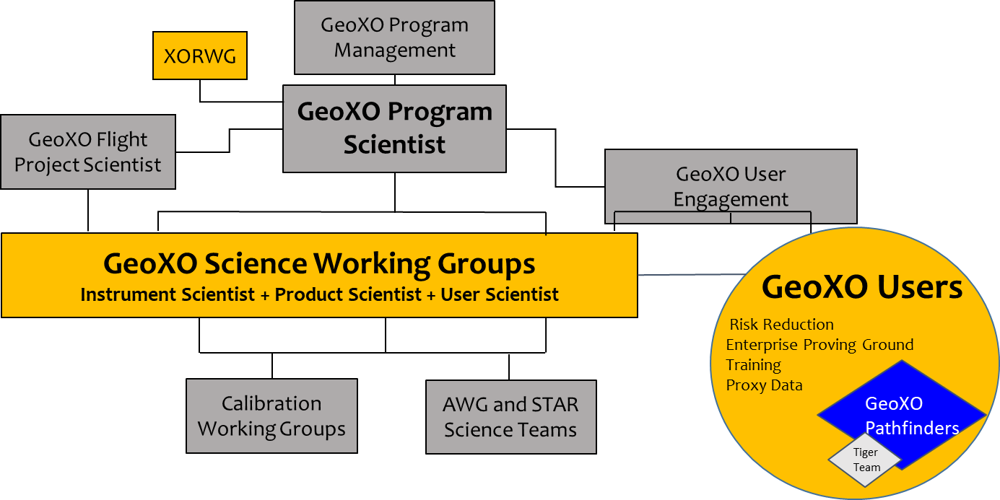 GeoXO Program
Management
XORWG
GeoXO Program
Scientist
GeoXO Flight
Project Scientist
GeoXO User
Engagement
GeoXO Science Working Groups
Instrument Scientist + Product Scientist + User Scientist
GeoXO Users
Risk Reduction
Enterprise Proving Ground
Training
Proxy Data
Calibration
Working Groups
AWG and STAR
Science Teams
GeoXO
Pathfinders
Tiger
Team